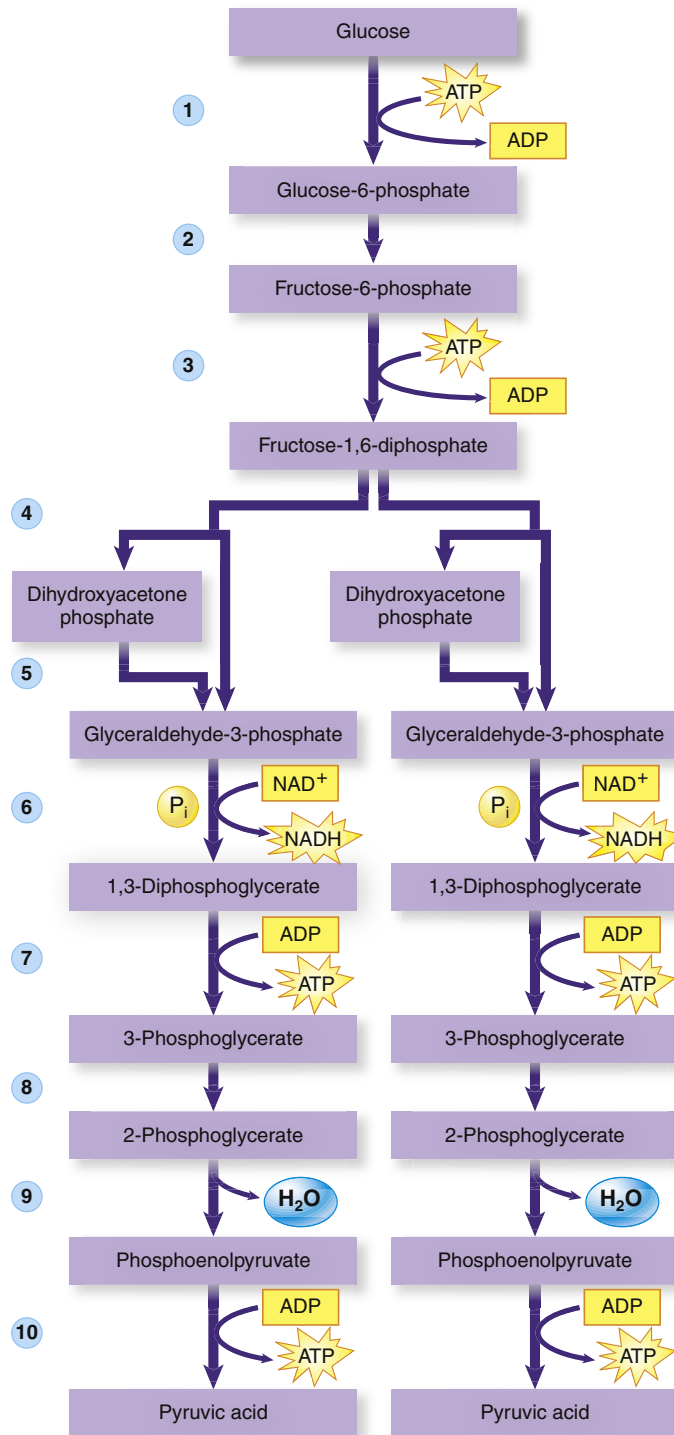 Glucose
ATP
1
ADP
Glucose-6-phosphate
2
Fructose-6-phosphate
ATP
3
ADP
Fructose-1,6-diphosphate
4
Dihydroxyacetone
phosphate
Dihydroxyacetone
phosphate
5
Glyceraldehyde-3-phosphate
Glyceraldehyde-3-phosphate
6
Pi
NAD+
NADH
Pi
NAD+
NADH
1,3-Diphosphoglycerate
1,3-Diphosphoglycerate
7
ADP
ATP
ADP
ATP
3-Phosphoglycerate
3-Phosphoglycerate
8
2-Phosphoglycerate
2-Phosphoglycerate
9
H2O
H2O
Phosphoenolpyruvate
Phosphoenolpyruvate
10
ADP
ATP
ADP
ATP
Pyruvic acid
Pyruvic acid